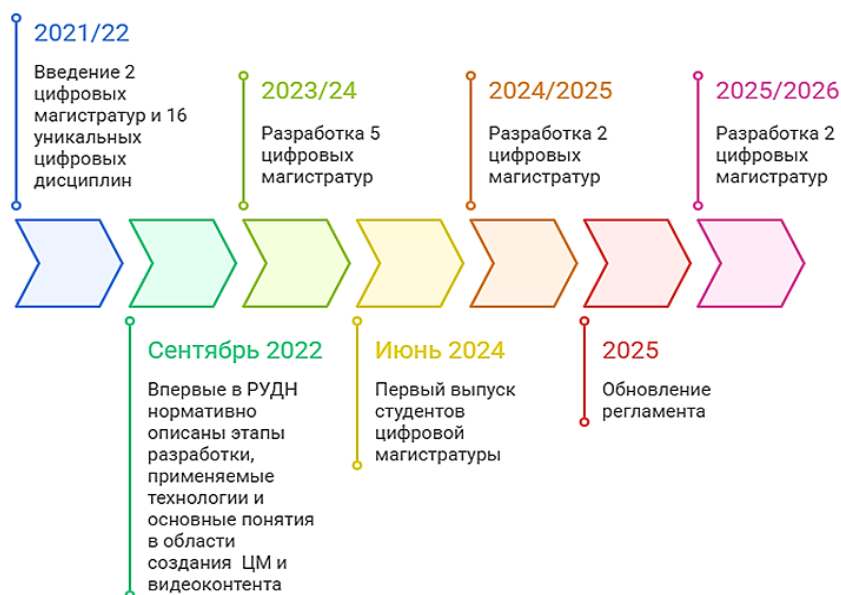 2021/22
Введение 2
цифровых
магистратур и 16
уникальных
цифровых
дисциплин
2023/24
Разработка 5
цифровых
магистратур
2024/2025
Разработка 2
цифровых
магистратур
2025/2026
Разработка 2
цифровых
магистратур
Сентябрь 2022
Впервые в РУДН
нормативно
описаны этапы
разработки,
применяемые
технологии и
основные понятия
в области
создания ЦМ и
видеоконтента
Июнь 2024
Первый выпуск
студентов
цифровой
магистратуры
2025
Обновление
регламента